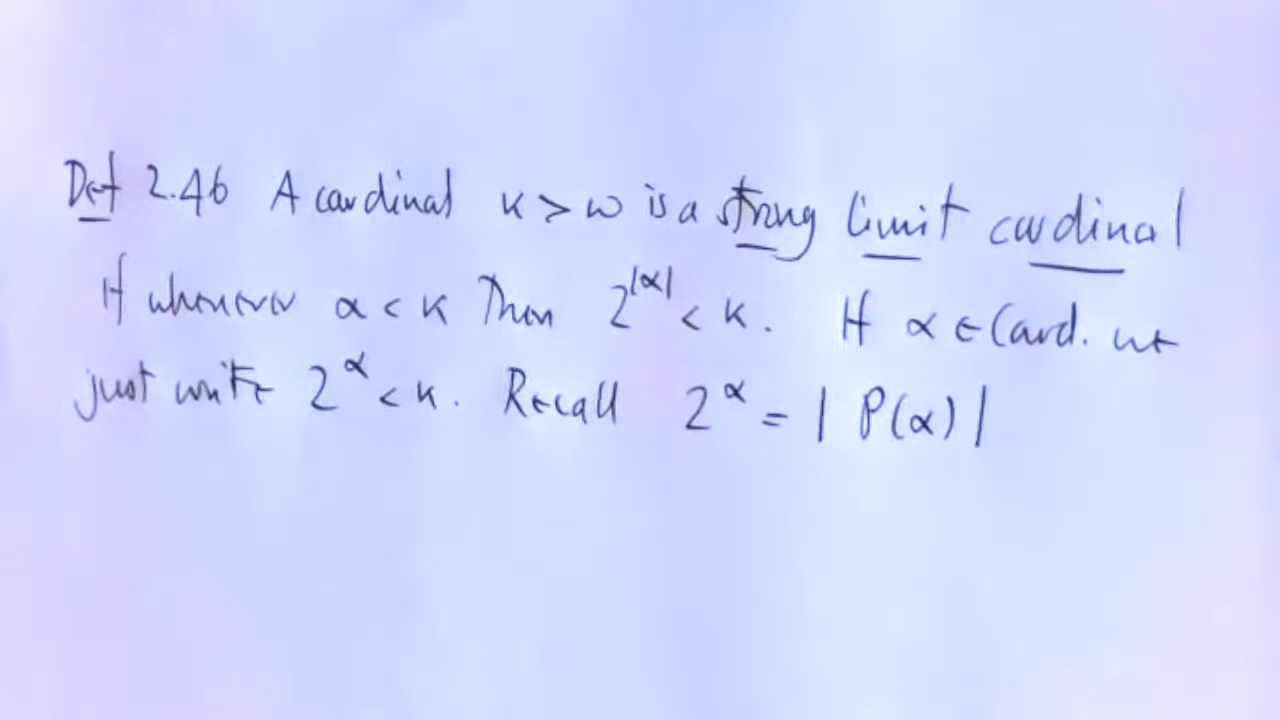 Def 2.46 A cardinal κ > ω is a strong limit cardinal
If whenever α < κ Then 2^|α| < κ. If α ∈ Card. we
just write 2^α < κ. Recall 2^α = | P(α) |